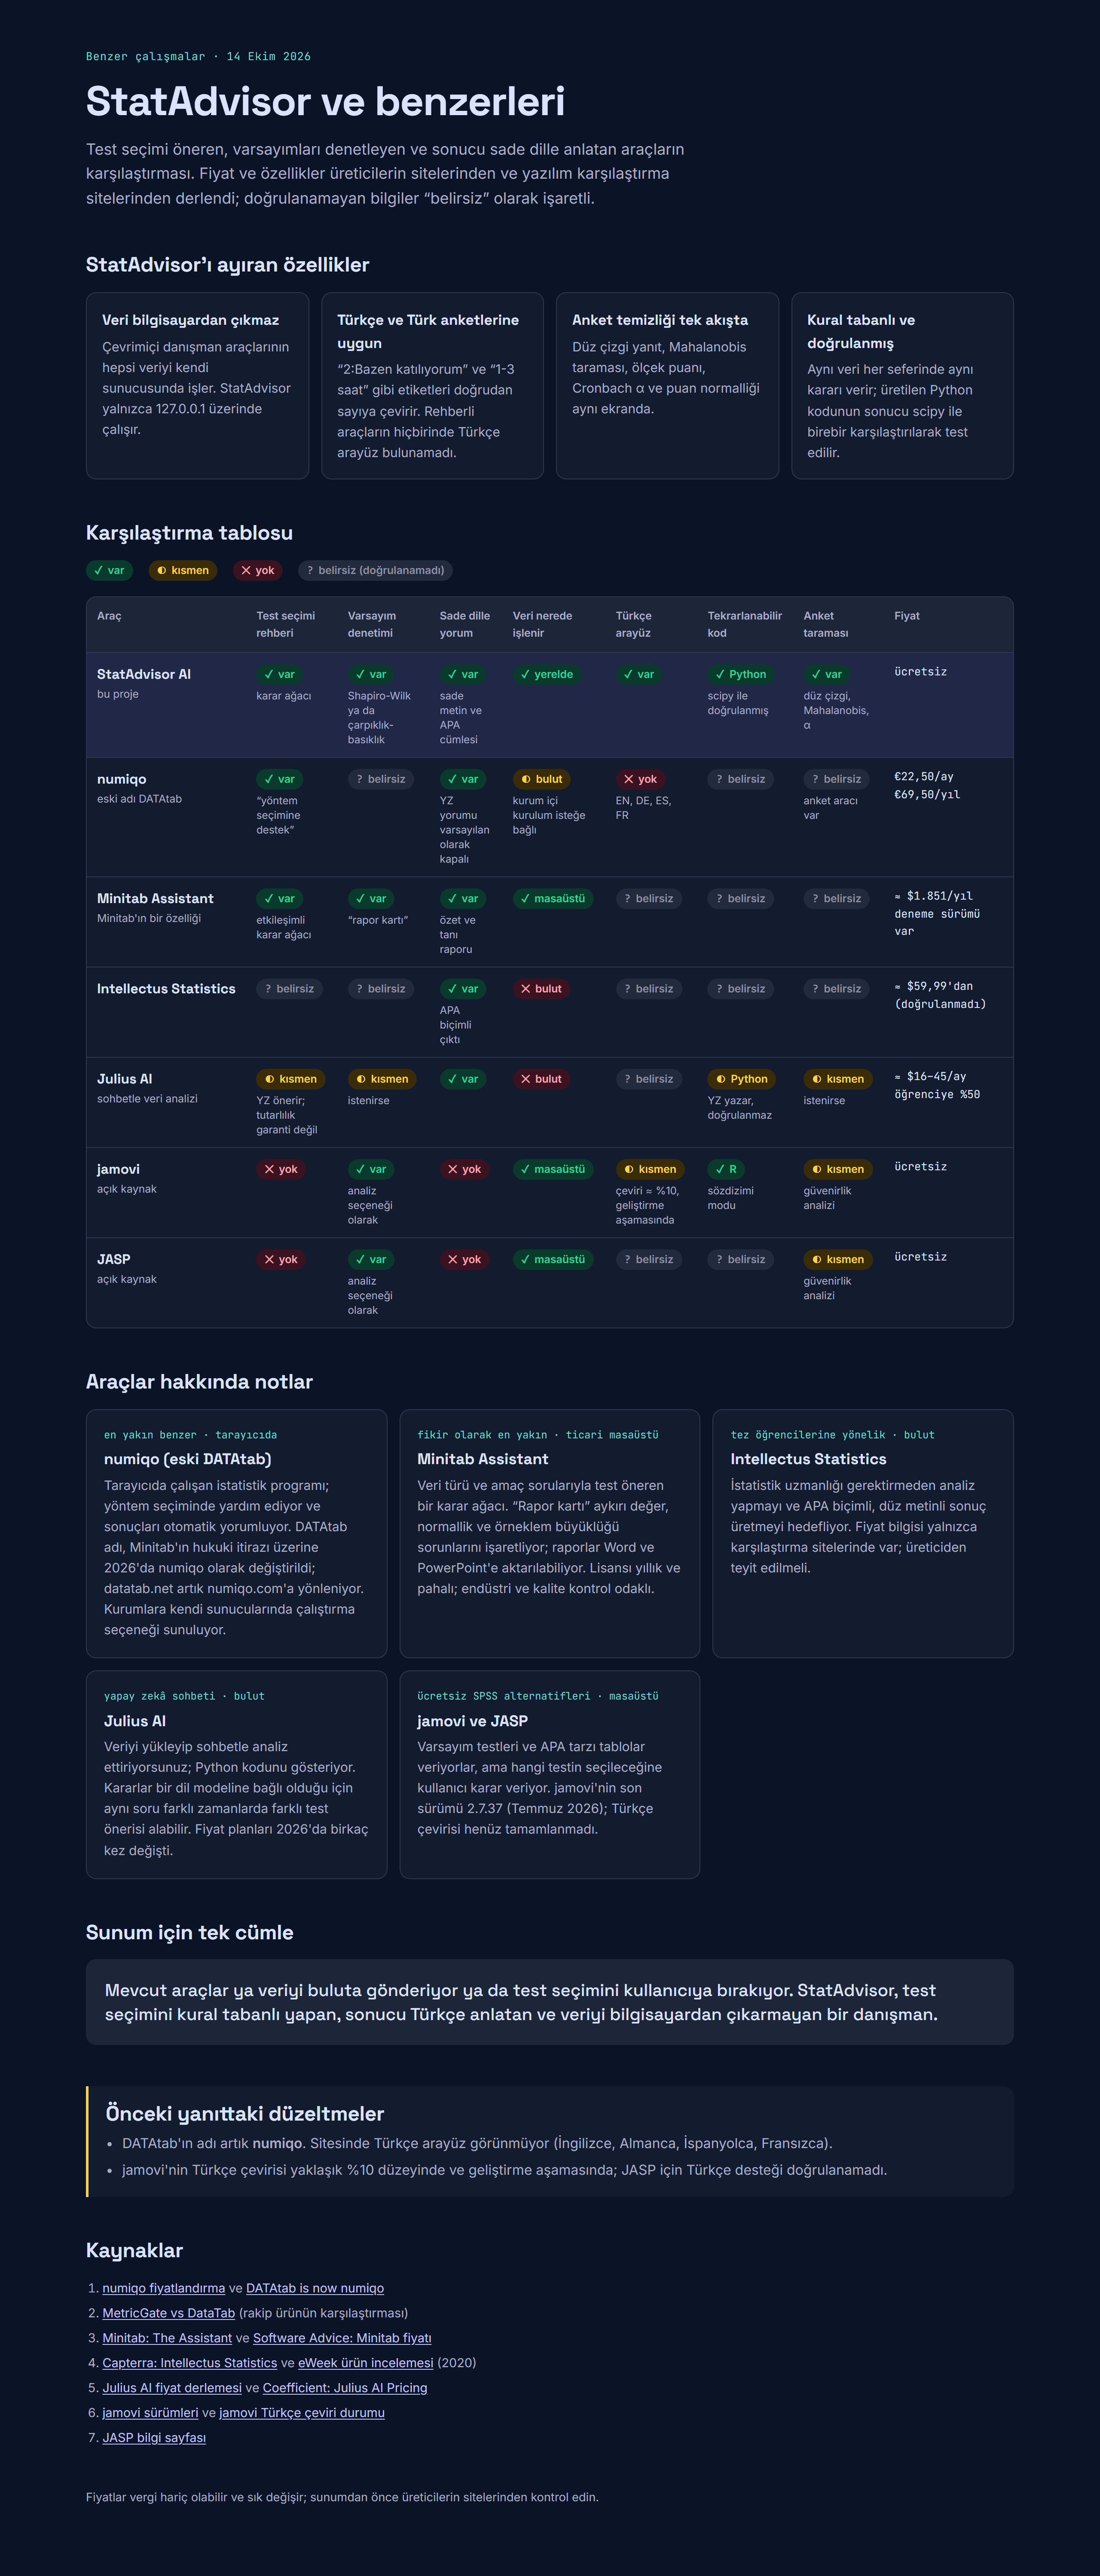 Benzer çalışmalar · 14 Ekim 2026
StatAdvisor ve benzerleri
Test seçimi öneren, varsayımları denetleyen ve sonucu sade dille anlatan araçların
karşılaştırması. Fiyat ve özellikler üreticilerin sitelerinden ve yazılım karşılaştırma
sitelerinden derlendi; doğrulanamayan bilgiler “belirsiz” olarak işaretli.
StatAdvisor’ı ayıran özellikler
Veri bilgisayardan çıkmaz
Çevrimiçi danışman araçlarının
hepsi veriyi kendi
sunucusunda işler. StatAdvisor
yalnızca 127.0.0.1 üzerinde
çalışır.
Türkçe ve Türk anketlerine
uygun
“2:Bazen katılıyorum” ve “1-3
saat” gibi etiketleri doğrudan
sayıya çevirir. Rehberli
araçların hiçbirinde Türkçe
arayüz bulunamadı.
Anket temizliği tek akışta
Düz çizgi yanıt, Mahalanobis
taraması, ölçek puanı,
Cronbach α ve puan normalliği
aynı ekranda.
Kural tabanlı ve
doğrulanmış
Aynı veri her seferinde aynı
kararı verir; üretilen Python
kodunun sonucu scipy ile
birebir karşılaştırılarak test
edilir.
Karşılaştırma tablosu
✓ var
◐ kısmen
✕ yok
? belirsiz (doğrulanamadı)
Araç
Test seçimi
rehberi
Varsayım
denetimi
Sade dille
yorum
Veri nerede
işlenir
Türkçe
arayüz
Tekrarlanabilir
kod
Anket
taraması
Fiyat
StatAdvisor AI
bu proje
✓ var
karar ağacı
✓ var
Shapiro-Wilk
ya da
çarpıklık-
basıklık
✓ var
sade
metin ve
APA
cümlesi
✓ yerelde
✓ var
✓ Python
scipy ile
doğrulanmış
✓ var
düz çizgi,
Mahalanobis,
α
ücretsiz
numiqo
eski adı DATAtab
✓ var
“yöntem
seçimine
destek”
? belirsiz
✓ var
YZ
yorumu
varsayılan
olarak
kapalı
◐ bulut
kurum içi
kurulum isteğe
bağlı
✕ yok
EN, DE, ES,
FR
? belirsiz
? belirsiz
anket aracı
var
€22,50/ay
€69,50/yıl
Minitab Assistant
Minitab'ın bir özelliği
✓ var
etkileşimli
karar ağacı
✓ var
“rapor kartı”
✓ var
özet ve
tanı
raporu
✓ masaüstü
? belirsiz
? belirsiz
? belirsiz
≈ $1.851/yıl
deneme sürümü
var
Intellectus Statistics
? belirsiz
? belirsiz
✓ var
APA
biçimli
çıktı
✕ bulut
? belirsiz
? belirsiz
? belirsiz
≈ $59,99'dan
(doğrulanmadı)
Julius AI
sohbetle veri analizi
◐ kısmen
YZ önerir;
tutarlılık
garanti değil
◐ kısmen
istenirse
✓ var
✕ bulut
? belirsiz
◐ Python
YZ yazar,
doğrulanmaz
◐ kısmen
istenirse
≈ $16–45/ay
öğrenciye %50
jamovi
açık kaynak
✕ yok
✓ var
analiz
seçeneği
olarak
✕ yok
✓ masaüstü
◐ kısmen
çeviri ≈ %10,
geliştirme
aşamasında
✓ R
sözdizimi
modu
◐ kısmen
güvenirlik
analizi
ücretsiz
JASP
açık kaynak
✕ yok
✓ var
analiz
seçeneği
olarak
✕ yok
✓ masaüstü
? belirsiz
? belirsiz
◐ kısmen
güvenirlik
analizi
ücretsiz
Araçlar hakkında notlar
en yakın benzer · tarayıcıda
numiqo (eski DATAtab)
Tarayıcıda çalışan istatistik programı;
yöntem seçiminde yardım ediyor ve
sonuçları otomatik yorumluyor. DATAtab
adı, Minitab'ın hukuki itirazı üzerine
2026'da numiqo olarak değiştirildi;
datatab.net artık numiqo.com'a yönleniyor.
Kurumlara kendi sunucularında çalıştırma
seçeneği sunuluyor.
fikir olarak en yakın · ticari masaüstü
Minitab Assistant
Veri türü ve amaç sorularıyla test öneren
bir karar ağacı. “Rapor kartı” aykırı değer,
normallik ve örneklem büyüklüğü
sorunlarını işaretliyor; raporlar Word ve
PowerPoint'e aktarılabiliyor. Lisansı yıllık ve
pahalı; endüstri ve kalite kontrol odaklı.
tez öğrencilerine yönelik · bulut
Intellectus Statistics
İstatistik uzmanlığı gerektirmeden analiz
yapmayı ve APA biçimli, düz metinli sonuç
üretmeyi hedefliyor. Fiyat bilgisi yalnızca
karşılaştırma sitelerinde var; üreticiden
teyit edilmeli.
yapay zekâ sohbeti · bulut
Julius AI
Veriyi yükleyip sohbetle analiz
ettiriyorsunuz; Python kodunu gösteriyor.
Kararlar bir dil modeline bağlı olduğu için
aynı soru farklı zamanlarda farklı test
önerisi alabilir. Fiyat planları 2026'da birkaç
kez değişti.
ücretsiz SPSS alternatifleri · masaüstü
jamovi ve JASP
Varsayım testleri ve APA tarzı tablolar
veriyorlar, ama hangi testin seçileceğine
kullanıcı karar veriyor. jamovi'nin son
sürümü 2.7.37 (Temmuz 2026); Türkçe
çevirisi henüz tamamlanmadı.
Sunum için tek cümle
Mevcut araçlar ya veriyi buluta gönderiyor ya da test seçimini kullanıcıya bırakıyor. StatAdvisor, test
seçimini kural tabanlı yapan, sonucu Türkçe anlatan ve veriyi bilgisayardan çıkarmayan bir danışman.
Önceki yanıttaki düzeltmeler
• DATAtab'ın adı artık numiqo. Sitesinde Türkçe arayüz görünmüyor (İngilizce, Almanca, İspanyolca, Fransızca).
• jamovi'nin Türkçe çevirisi yaklaşık %10 düzeyinde ve geliştirme aşamasında; JASP için Türkçe desteği doğrulanamadı.
Kaynaklar
1. numiqo fiyatlandırma ve DATAtab is now numiqo
2. MetricGate vs DataTab (rakip ürünün karşılaştırması)
3. Minitab: The Assistant ve Software Advice: Minitab fiyatı
4. Capterra: Intellectus Statistics ve eWeek ürün incelemesi (2020)
5. Julius AI fiyat derlemesi ve Coefficient: Julius AI Pricing
6. jamovi sürümleri ve jamovi Türkçe çeviri durumu
7. JASP bilgi sayfası
Fiyatlar vergi hariç olabilir ve sık değişir; sunumdan önce üreticilerin sitelerinden kontrol edin.